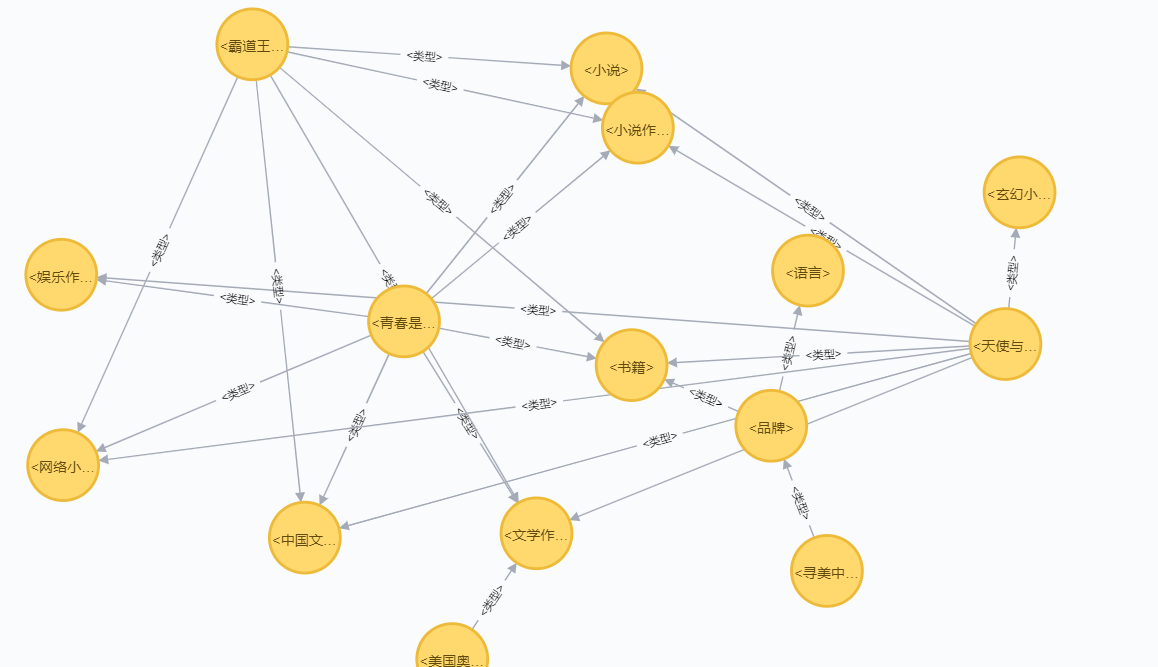 <霸道王...
<类型>
<小说>
<类型>
<小说作...
<类型>
<类型>
<类型>
<玄幻小...
<类型>
<类型>
<类型>
<类型>
<娱乐作...
<语言>
<类型>
<类型>
<类型>
<类
<类型>
<青春是...
<类型>
<天使与...
<类型>
<类型>
<书籍>
<类型>
<类型>
<类型>
<类型>
<类型>
<品牌>
<类型>
<网络小...
<类型>
<中国文...
<文学作...
<寻美中...
<类型>
<美国奥...